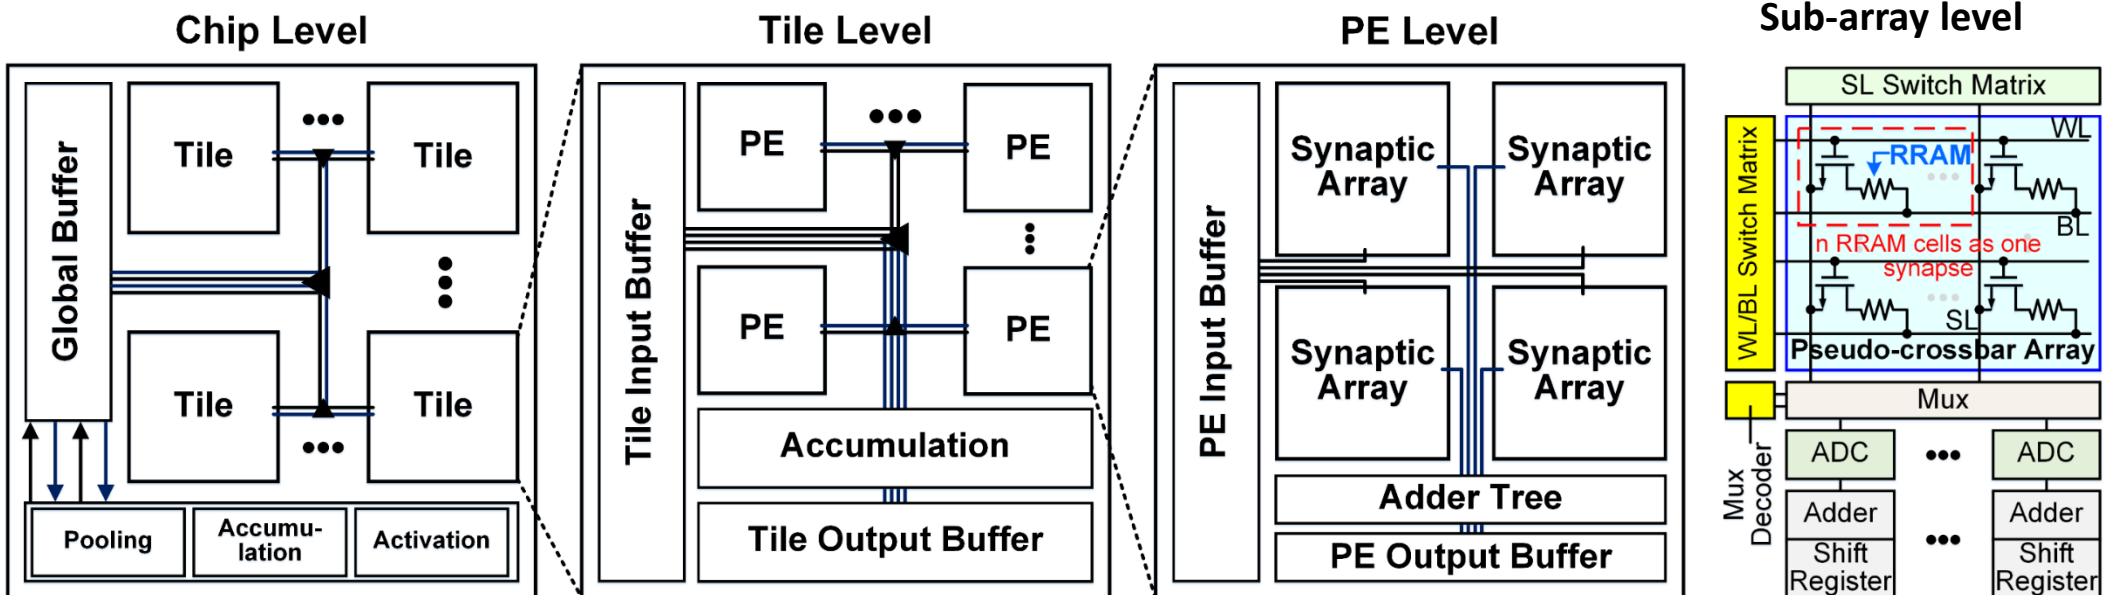 Chip Level
Global Buffer
Tile
Tile
Tile
Tile
Pooling
Accumu-
lation
Activation
Tile Level
Tile Input Buffer
PE
PE
PE
PE
Accumulation
Tile Output Buffer
PE Level
PE Input Buffer
Synaptic
Array
Synaptic
Array
Synaptic
Array
Synaptic
Array
Adder Tree
PE Output Buffer
Sub-array level
SL Switch Matrix
WL/BL Switch Matrix
WL
RRAM
BL
n RRAM cells as one
synapse
SL
Pseudo-crossbar Array
Mux
Mux
Decoder
ADC
ADC
Adder
Adder
Shift
Register
Shift
Register